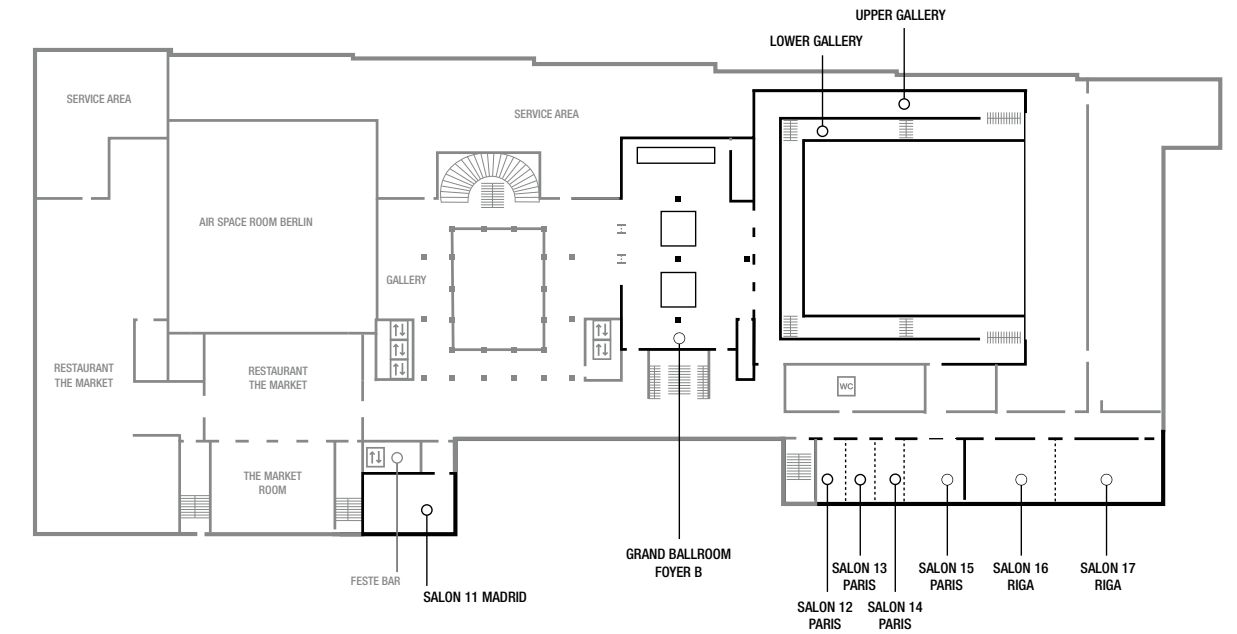 UPPER GALLERY
LOWER GALLERY
SERVICE AREA
SERVICE AREA
AIR SPACE ROOM BERLIN
GALLERY
RESTAURANT
THE MARKET
RESTAURANT
THE MARKET
WC
THE MARKET
ROOM
FESTE BAR
SALON 11 MADRID
GRAND BALLROOM
FOYER B
SALON 12
PARIS
SALON 13
PARIS
SALON 14
PARIS
SALON 15
PARIS
SALON 16
RIGA
SALON 17
RIGA